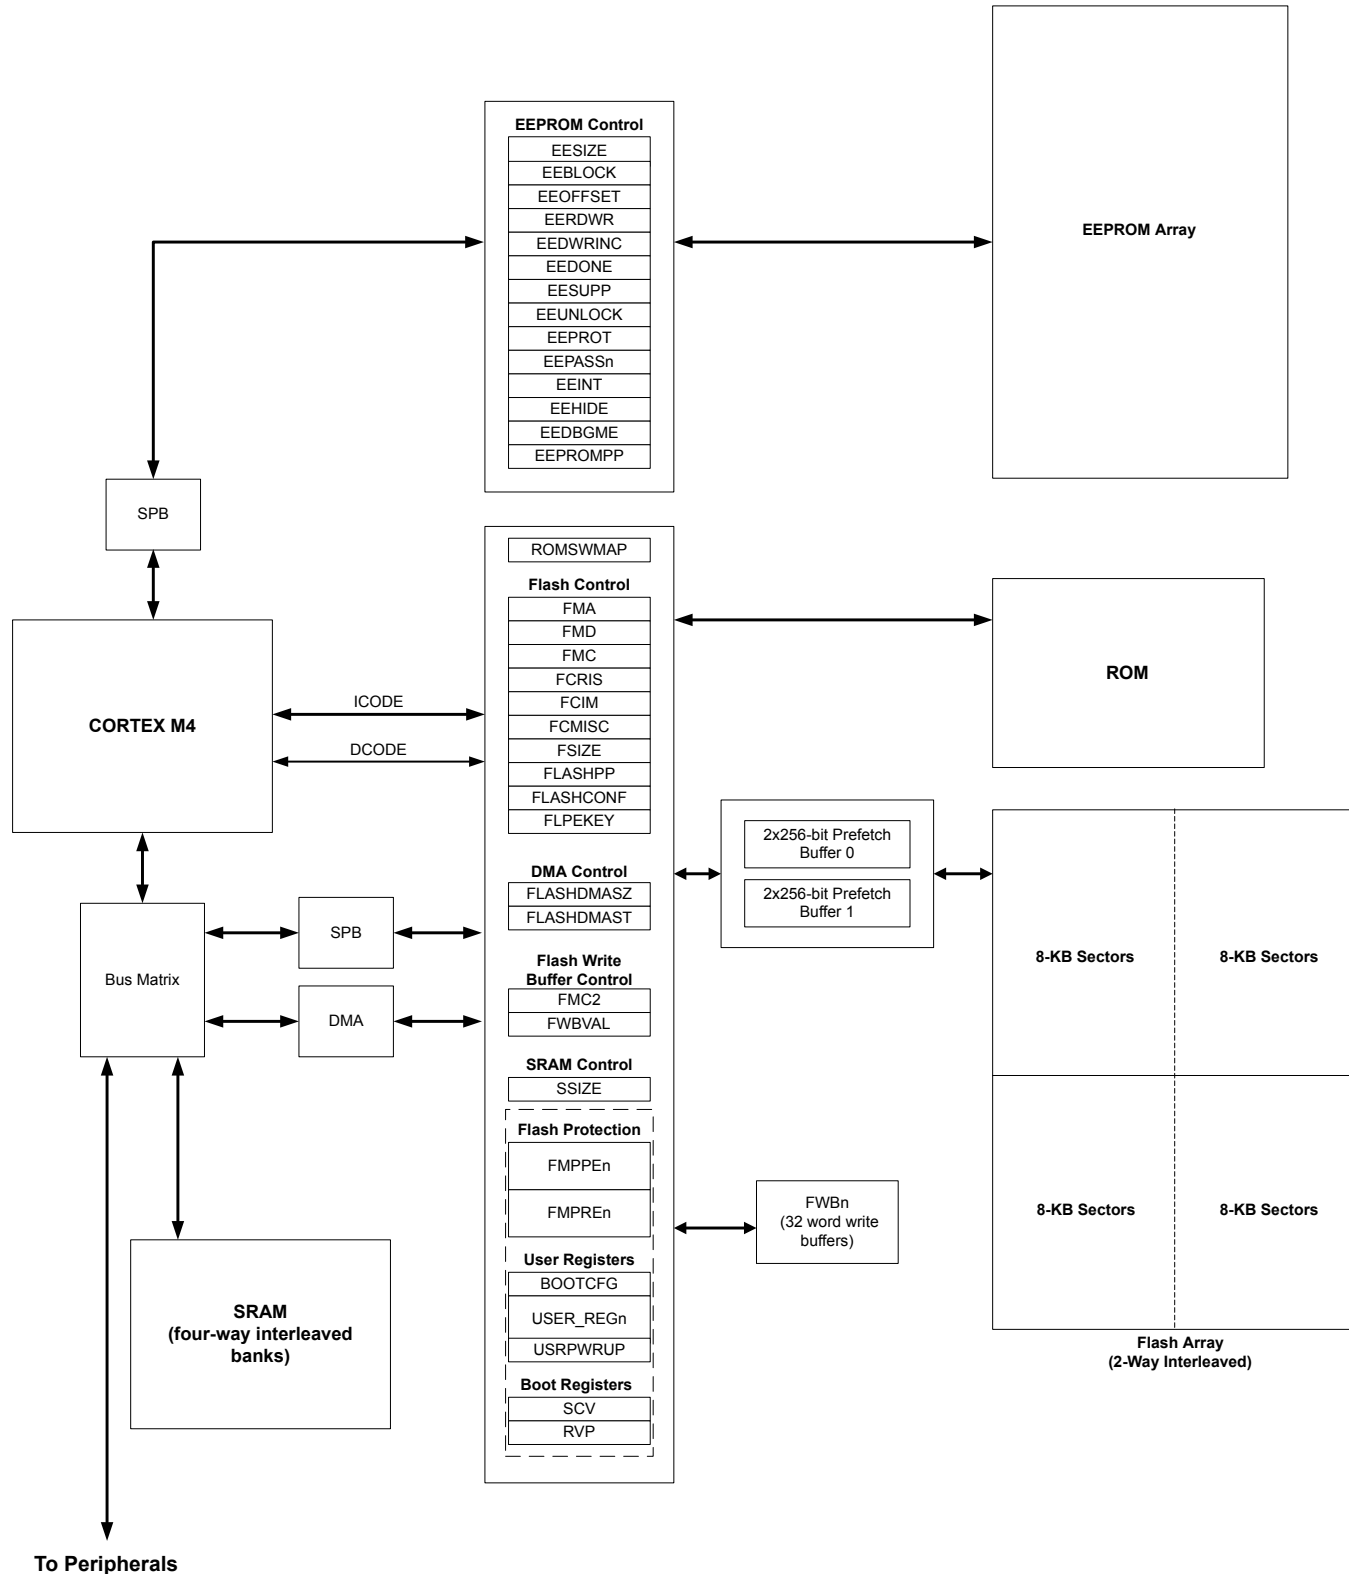 EEPROM Control
EESIZE
EEBLOCK
EEOFFSET
EERDWR
EEDWRINC
EEDONE
EESUPP
EEUNLOCK
EEPROT
EEPASSn
EEINT
EEHIDE
EEDBGME
EEPROMPP
EEPROM Array
SPB
CORTEX M4
ICODE
DCODE
ROMSWMAP
Flash Control
FMA
FMD
FMC
FCRIS
FCIM
FCMISC
FSIZE
FLASHPP
FLASHCONF
FLPEKEY
DMA Control
FLASHDMASZ
FLASHDMAST
Flash Write
Buffer Control
FMC2
FWBVAL
SRAM Control
SSIZE
Flash Protection
FMPPEn
FMPREn
User Registers
BOOTCFG
USER_REGn
USRPWRUP
Boot Registers
SCV
RVP
ROM
2x256-bit Prefetch
Buffer 0
2x256-bit Prefetch
Buffer 1
8-KB Sectors
8-KB Sectors
8-KB Sectors
8-KB Sectors
Flash Array
(2-Way Interleaved)
FWBn
(32 word write
buffers)
Bus Matrix
SPB
DMA
SRAM
(four-way interleaved
banks)
To Peripherals